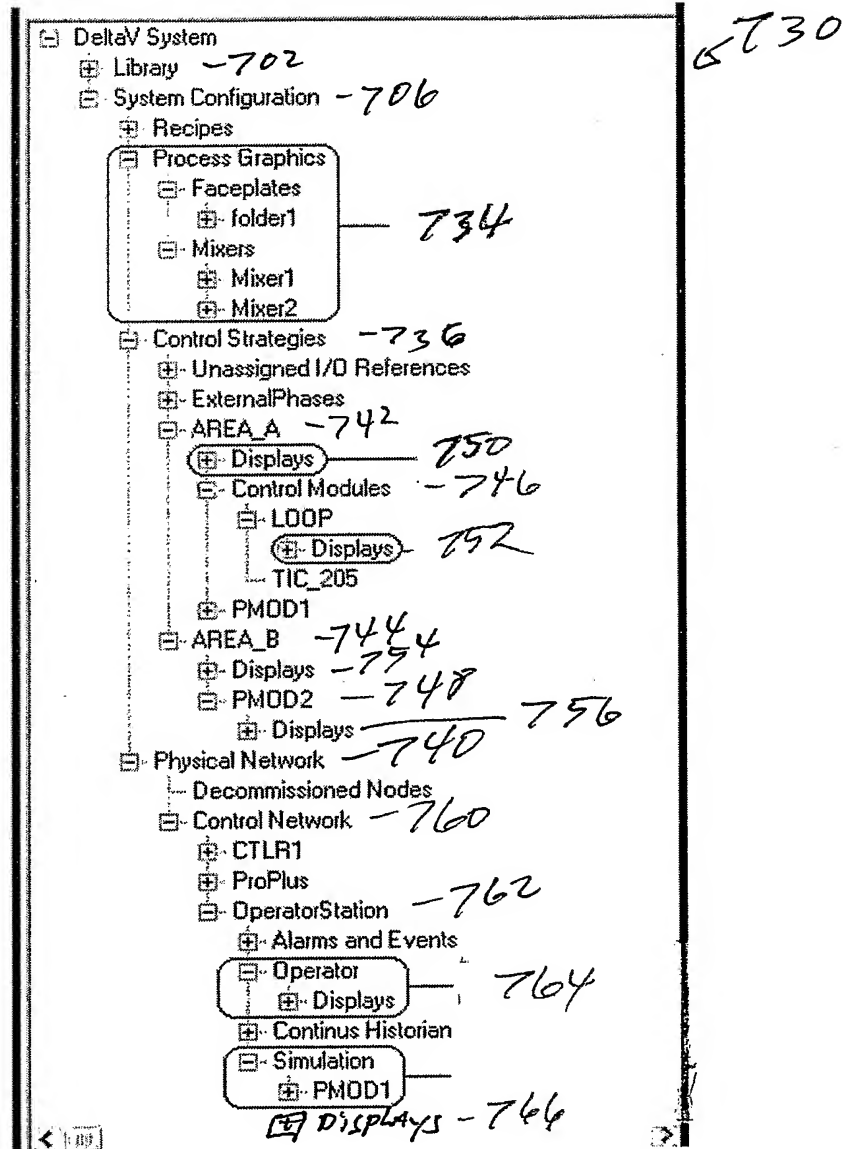 730
DeltaV System
Library - 702
System Configuration - 706
Recipes
Process Graphics
Faceplates
folder1
734
Mixers
Mixer1
Mixer2
Control Strategies - 736
Unassigned I/O References
ExternalPhases
AREA_A - 742
Displays 750
Control Modules - 746
LOOP
Displays 752
TIC_205
PMOD1
AREA_B - 744
Displays - 754
PMOD2 - 748
Displays 756
Physical Network - 740
Decommissioned Nodes
Control Network - 760
CTLR1
ProPlus
OperatorStation - 762
Alarms and Events
Operator
764
Displays
Continus Historian
Simulation
PMOD1
DISPLAYS - 766